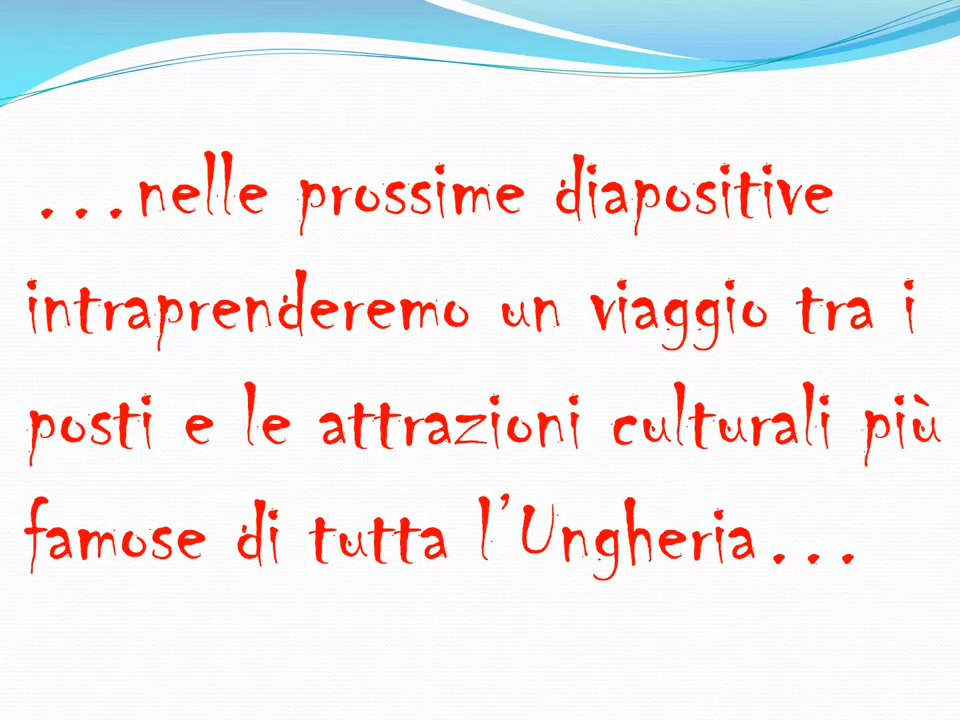 ...nelle prossime diapositive
intraprenderemo un viaggio tra i
posti e le attrazioni culturali più
famose di tutta l'Ungheria...